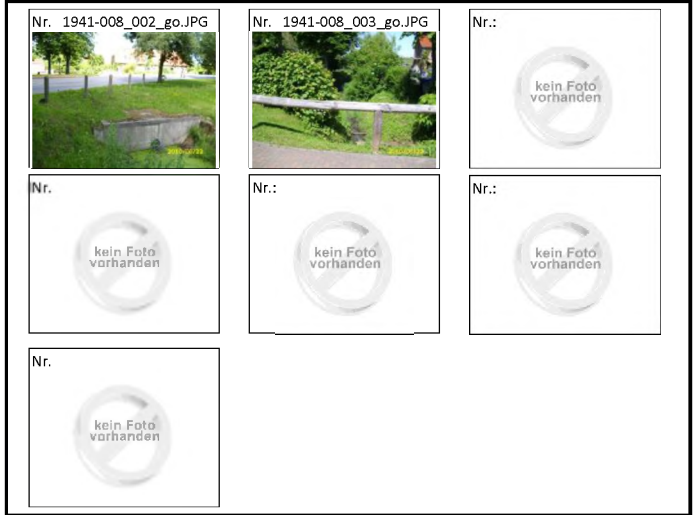 Nr. 1941-008_002_go.JPG
Nr. 1941-008_003_go.JPG
Nr.:
kein Foto
vorhanden
Nr.
kein Foto
vorhanden
Nr.:
kein Foto
vorhanden
Nr.:
kein Foto
vorhanden
Nr.
kein Foto
vorhanden